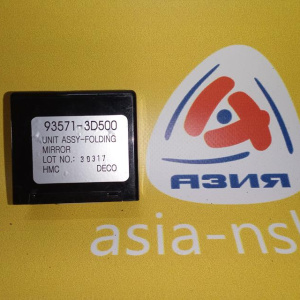 93571-3D500
UNIT ASSY-FOLDING
MIRROR
LOT NO.: 30317
HMC DECO
АЗИЯ
asia-nsk